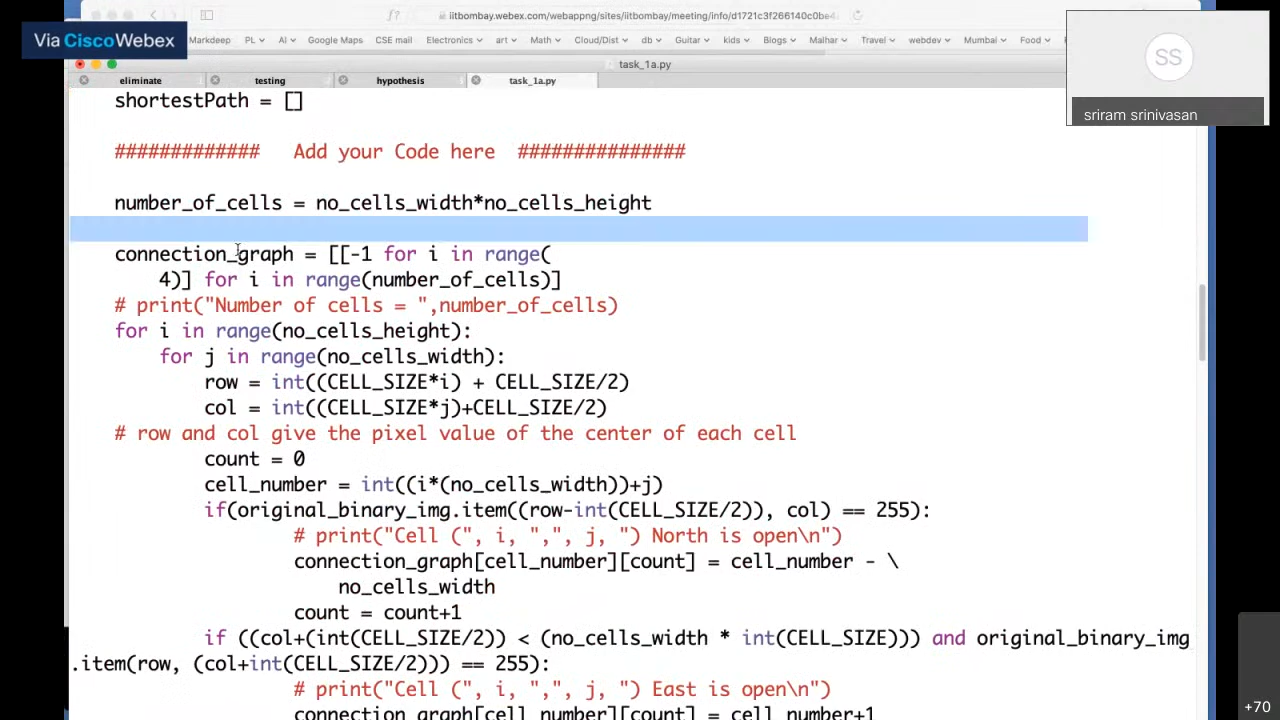 iitbombay.webex.com/webappng/sites/iitbombay/meeting/info/d1721c3f266140c0be4
Via Cisco Webex
Markdeep PL AI Google Maps CSE mail Electronics art Math Cloud/Dist db Guitar kids Blogs Malhar Travel webdev Mumbai Food
SS
sriram srinivasan
task_1a.py
eliminate testing hypothesis task_1a.py
shortestPath = []
############# Add your Code here ###############
number_of_cells = no_cells_width*no_cells_height
connection_graph = [[-1 for i in range(
4)] for i in range(number_of_cells)]
# print("Number of cells = ",number_of_cells)
for i in range(no_cells_height):
for j in range(no_cells_width):
row = int((CELL_SIZE*i) + CELL_SIZE/2)
col = int((CELL_SIZE*j)+CELL_SIZE/2)
# row and col give the pixel value of the center of each cell
count = 0
cell_number = int((i*(no_cells_width))+j)
if(original_binary_img.item((row-int(CELL_SIZE/2)), col) == 255):
# print("Cell (", i, ",", j, ") North is open\n")
connection_graph[cell_number][count] = cell_number - \
no_cells_width
count = count+1
if ((col+(int(CELL_SIZE/2)) < (no_cells_width * int(CELL_SIZE))) and original_binary_img
.item(row, (col+int(CELL_SIZE/2))) == 255):
# print("Cell (", i, ",", j, ") East is open\n")
connection_graph[cell_number][count] = cell_number+1
+70